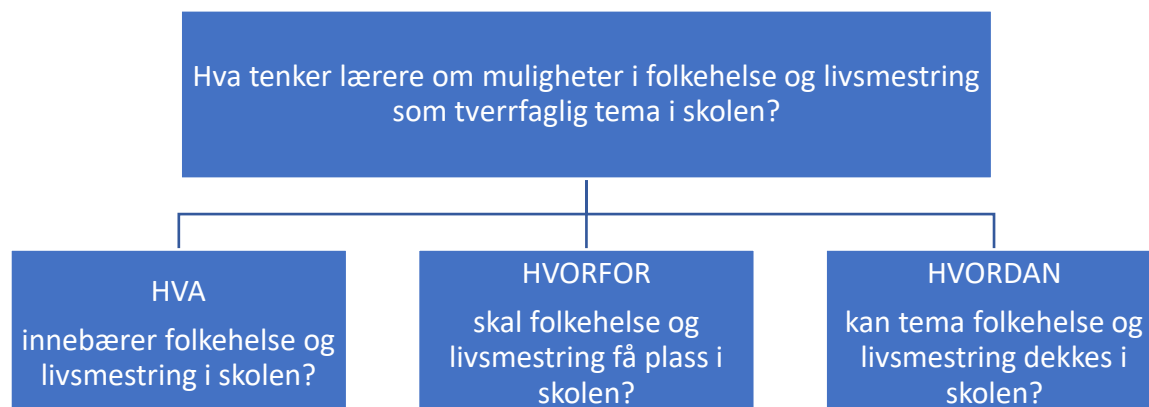 Hva tenker lærere om muligheter i folkehelse og livsmestring
som tverrfaglig tema i skolen?
HVA
innebærer folkehelse og
livsmestring i skolen?
HVORFOR
skal folkehelse og
livsmestring få plass i
skolen?
HVORDAN
kan tema folkehelse og
livsmestring dekkes i
skolen?